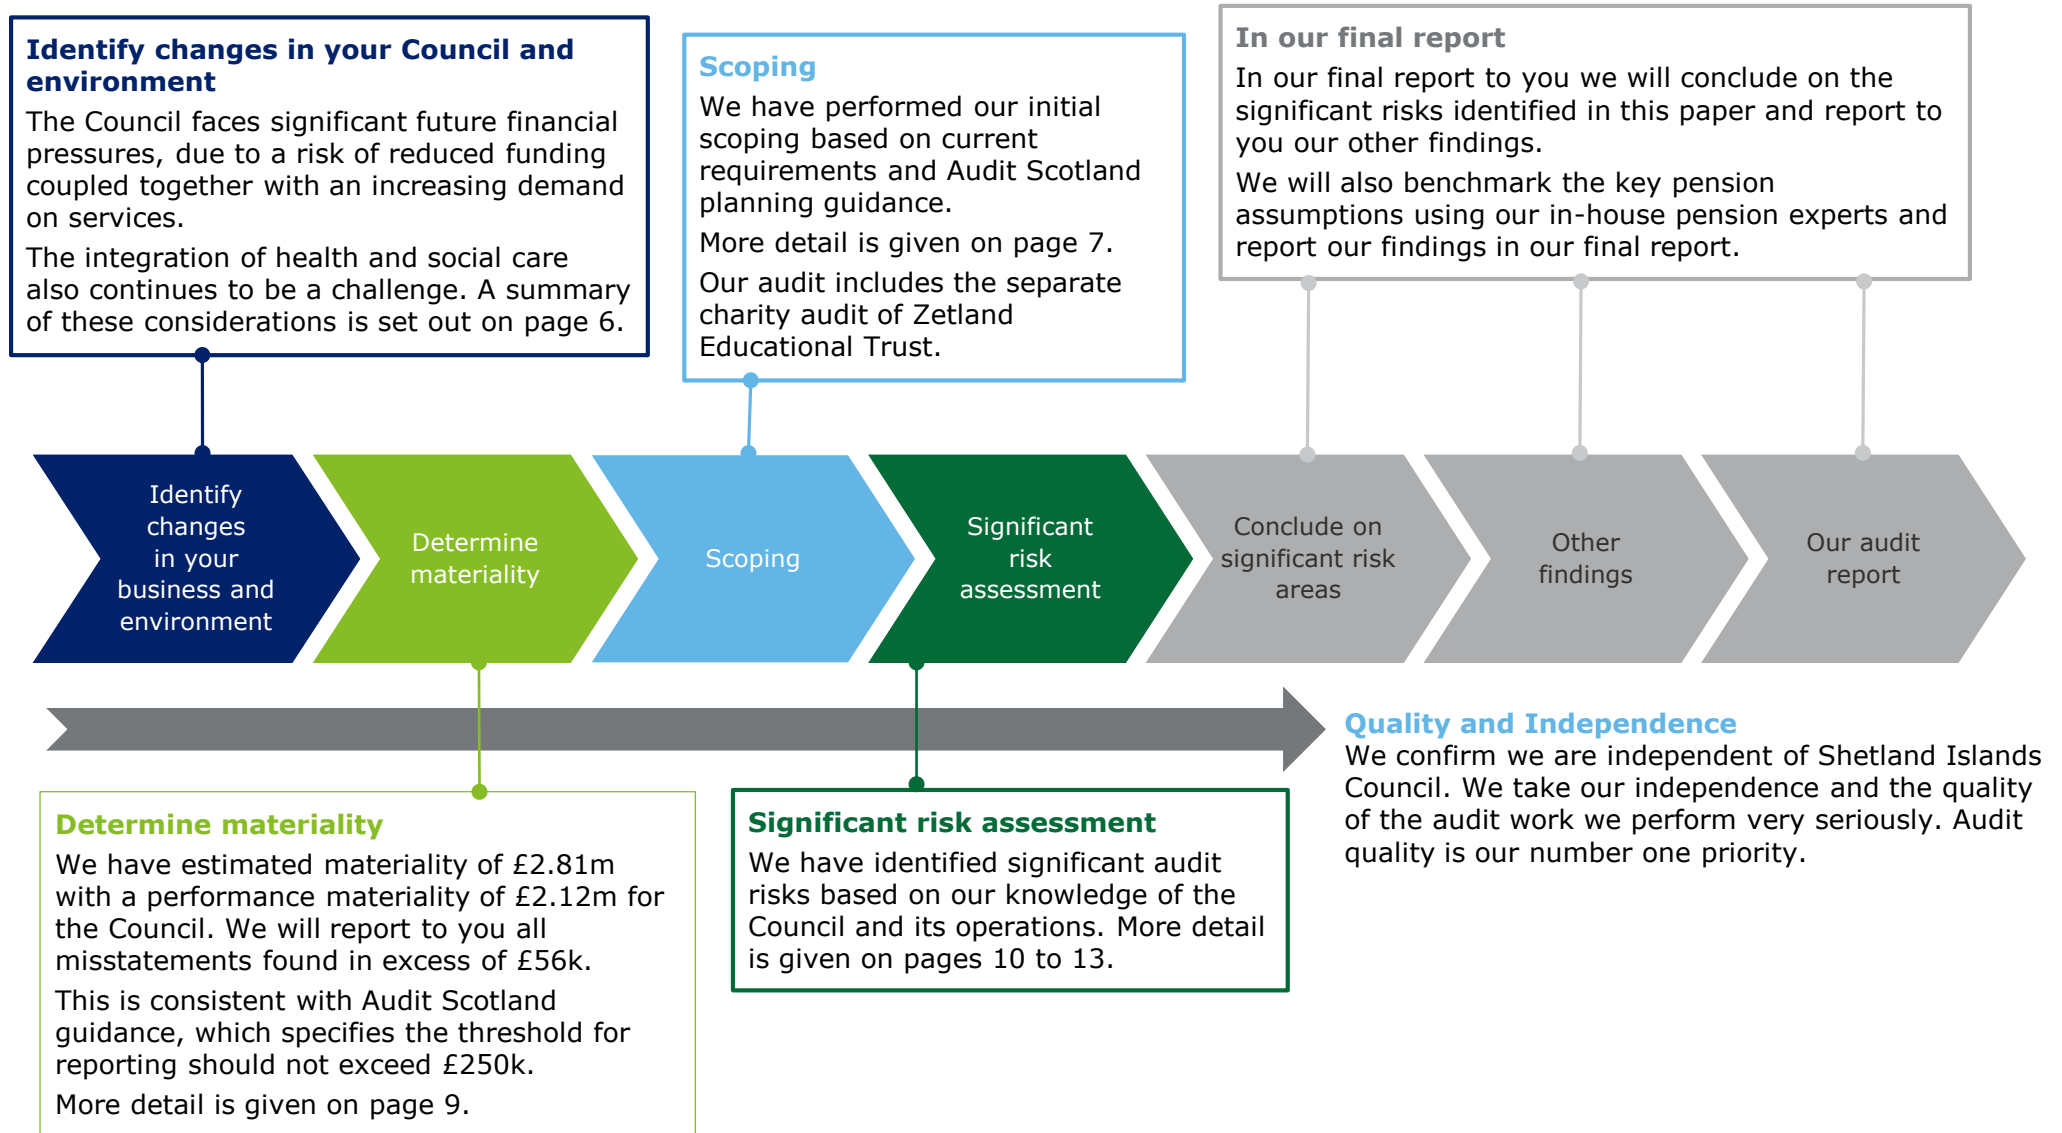 Identify changes in your Council and
environment
The Council faces significant future financial
pressures, due to a risk of reduced funding
coupled together with an increasing demand
on services.
The integration of health and social care
also continues to be a challenge. A summary
of these considerations is set out on page 6.
Scoping
We have performed our initial
scoping based on current
requirements and Audit Scotland
planning guidance.
More detail is given on page 7.
Our audit includes the separate
charity audit of Zetland
Educational Trust.
In our final report
In our final report to you we will conclude on the
significant risks identified in this paper and report to
you our other findings.
We will also benchmark the key pension
assumptions using our in-house pension experts and
report our findings in our final report.
Identify
changes
in your
business and
environment
Determine
materiality
Scoping
Significant
risk
assessment
Conclude on
significant risk
areas
Other
findings
Our audit
report
Determine materiality
We have estimated materiality of £2.81m
with a performance materiality of £2.12m for
the Council. We will report to you all
misstatements found in excess of £56k.
This is consistent with Audit Scotland
guidance, which specifies the threshold for
reporting should not exceed £250k.
More detail is given on page 9.
Significant risk assessment
We have identified significant audit
risks based on our knowledge of the
Council and its operations. More detail
is given on pages 10 to 13.
Quality and Independence
We confirm we are independent of Shetland Islands
Council. We take our independence and the quality
of the audit work we perform very seriously. Audit
quality is our number one priority.